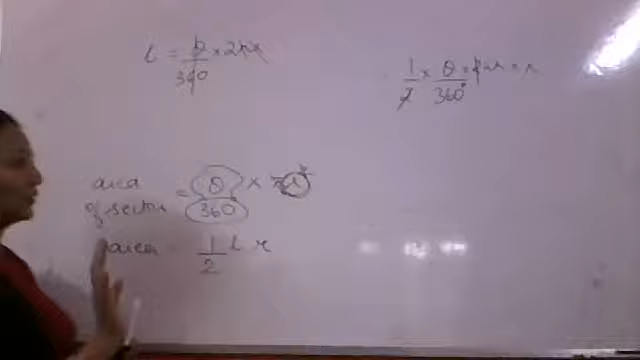 l = θ/360 × 2πr
1/2 × θ/360° × 2πr × r
area of sector = θ/360° × πr²
area = 1/2 l r